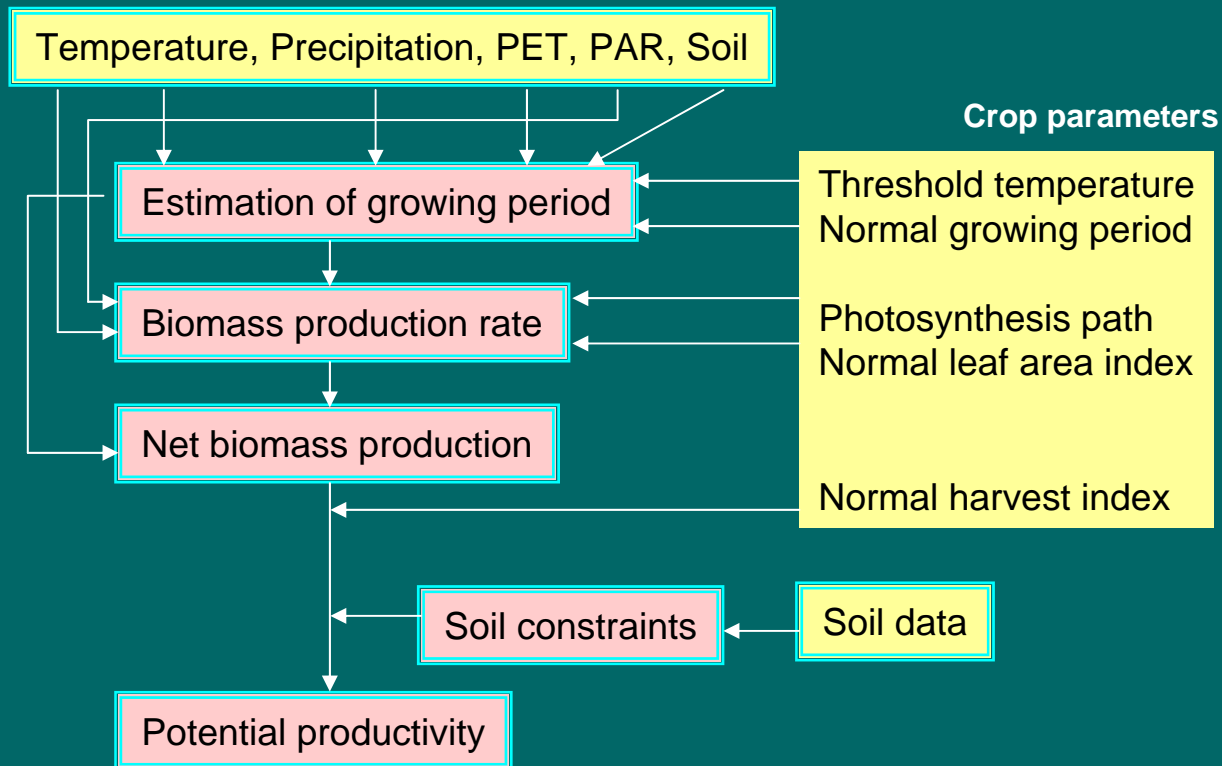 Temperature, Precipitation, PET, PAR, Soil
Crop parameters
Estimation of growing period
Threshold temperature
Normal growing period
Biomass production rate
Photosynthesis path
Normal leaf area index
Net biomass production
Normal harvest index
Soil constraints
Soil data
Potential productivity